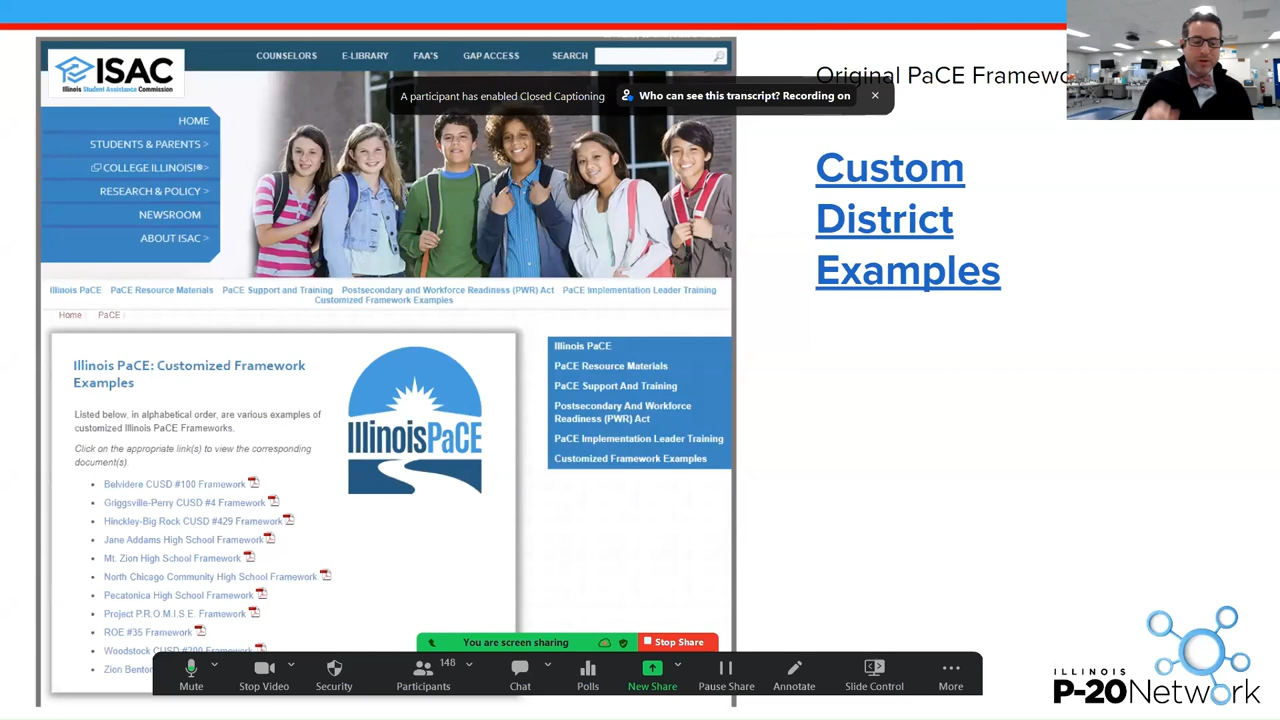 COUNSELORS E-LIBRARY FAA'S GAP ACCESS SEARCH
ISAC
Illinois Student Assistance Commission
HOME
STUDENTS & PARENTS >
COLLEGE ILLINOIS!® >
RESEARCH & POLICY >
NEWSROOM
ABOUT ISAC >
Original PaCE
A participant has enabled Closed Captioning Who can see this transcript? Recording on
Custom
District
Examples
Illinois PaCE PaCE Resource Materials PaCE Support and Training Postsecondary and Workforce Readiness (PWR) Act PaCE Implementation Leader Training
Customized Framework Examples
Home PaCE
Illinois PaCE: Customized Framework
Examples
Listed below, in alphabetical order, are various examples of
customized Illinois PaCE Frameworks.
Click on the appropriate link(s) to view the corresponding
document(s).
Belvidere CUSD #100 Framework
Griggsville-Perry CUSD #4 Framework
Hinckley-Big Rock CUSD #429 Framework
Jane Addams High School Framework
Mt. Zion High School Framework
North Chicago Community High School Framework
Pecatonica High School Framework
Project P.R.O.M.I.S.E. Framework
ROE #35 Framework
Woodstock CUSD #200 Framework
Zion
IllinoisPaCE
Illinois PaCE
PaCE Resource Materials
PaCE Support And Training
Postsecondary And Workforce
Readiness (PWR) Act
PaCE Implementation Leader Training
Customized Framework Examples
You are screen sharing Stop Share
Mute Stop Video Security Participants 148 Chat Polls New Share Pause Share Annotate Slide Control More
ILLINOIS
P-20 Network